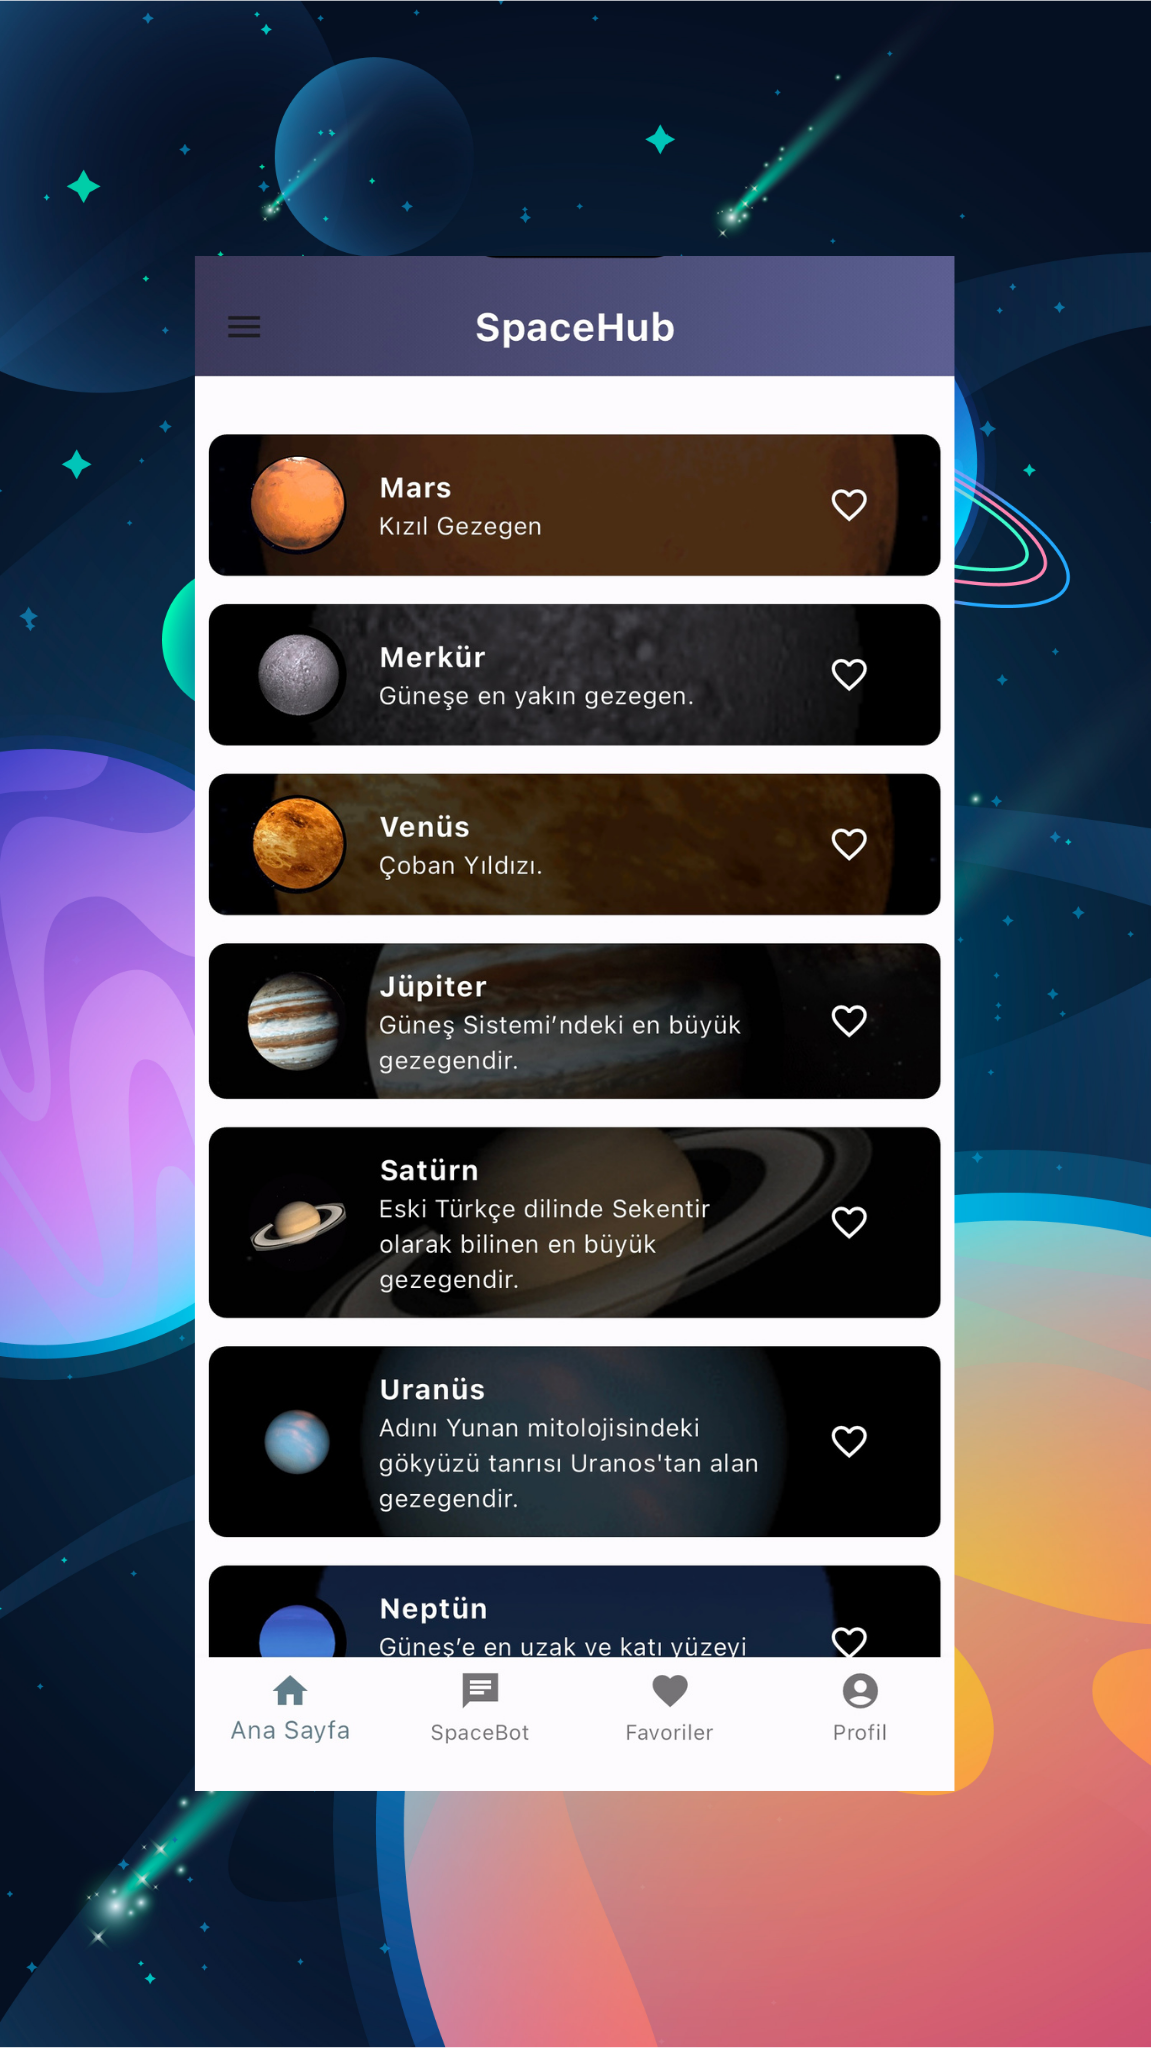 SpaceHub
Mars
Kızıl Gezegen
Merkür
Güneşe en yakın gezegen.
Venüs
Çoban Yıldızı.
Jüpiter
Güneş Sistemi’ndeki en büyük
gezegendir.
Satürn
Eski Türkçe dilinde Sekentir
olarak bilinen en büyük
gezegendir.
Uranüs
Adını Yunan mitolojisindeki
gökyüzü tanrısı Uranos'tan alan
gezegendir.
Neptün
Güneş’e en uzak ve katı yüzeyi
Ana Sayfa
SpaceBot
Favoriler
Profil